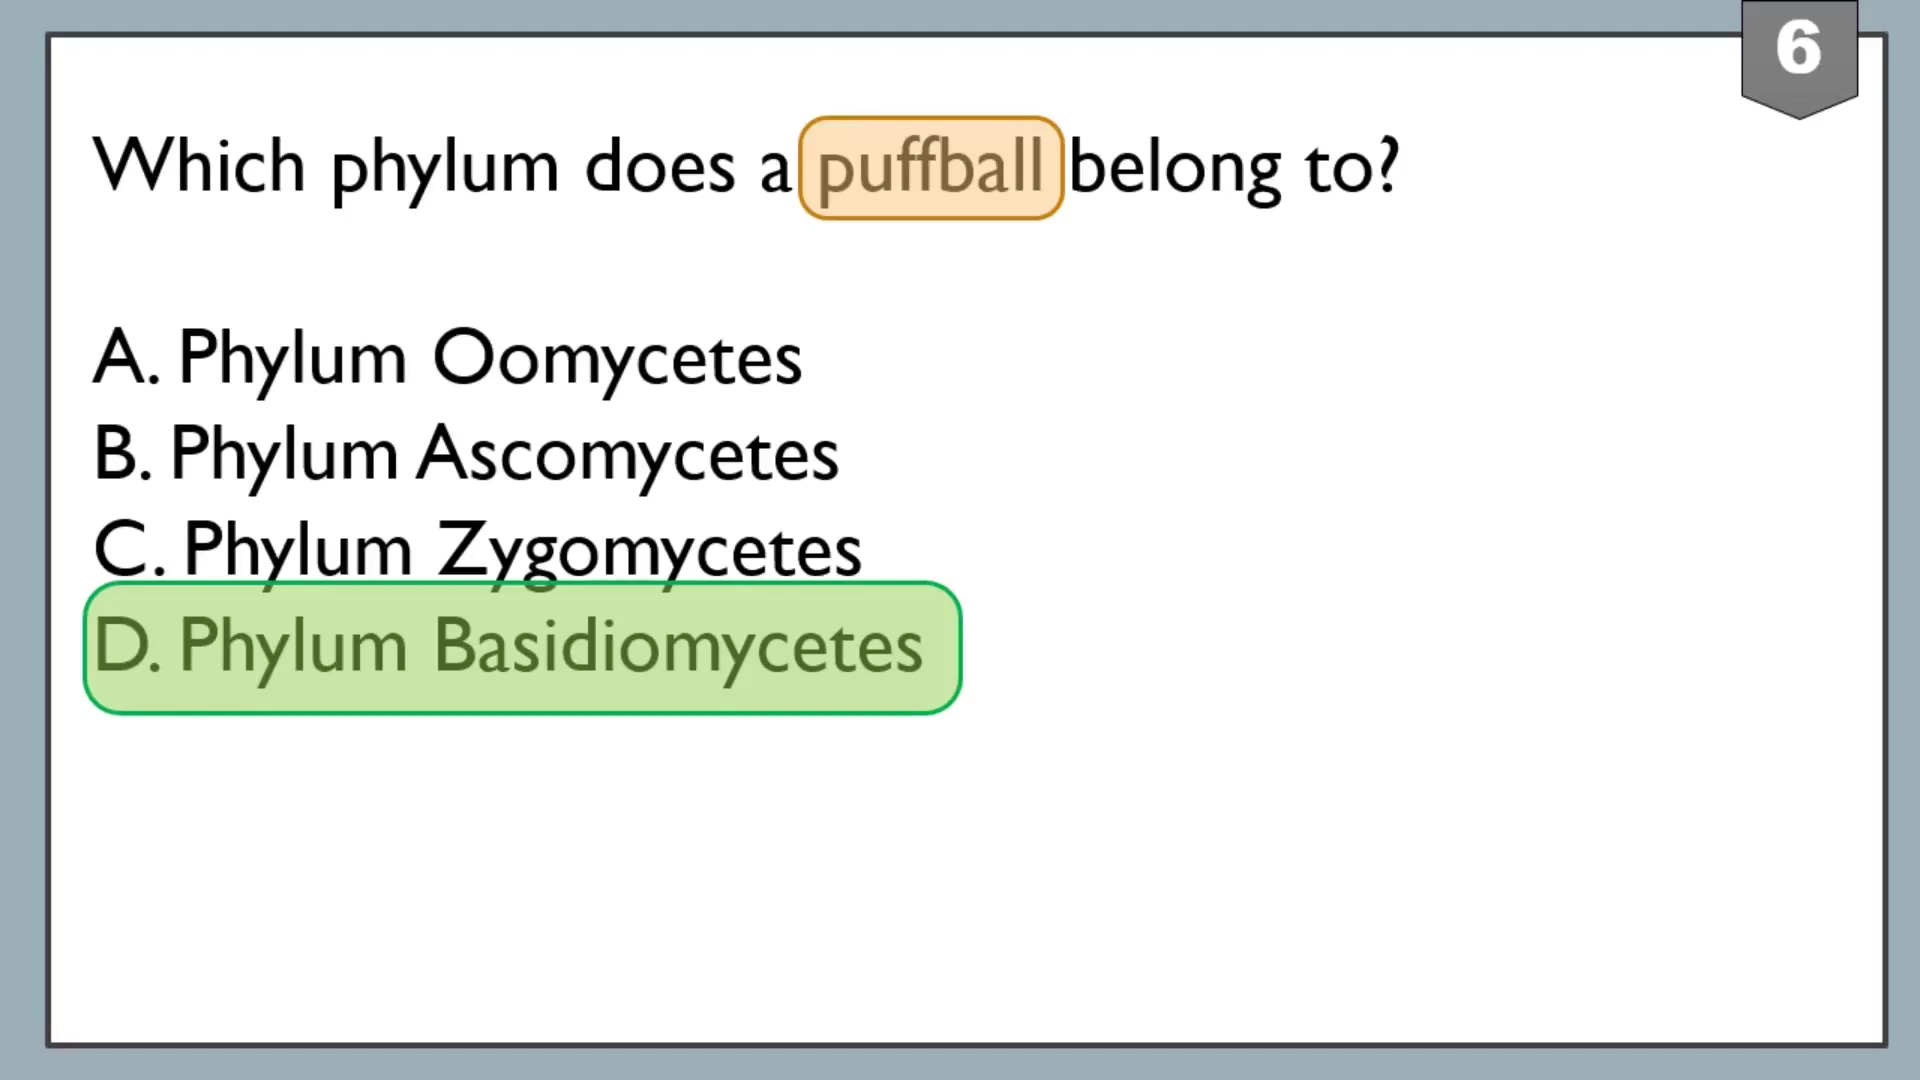 6
Which phylum does a puffball belong to?
A. Phylum Oomycetes
B. Phylum Ascomycetes
C. Phylum Zygomycetes
D. Phylum Basidiomycetes